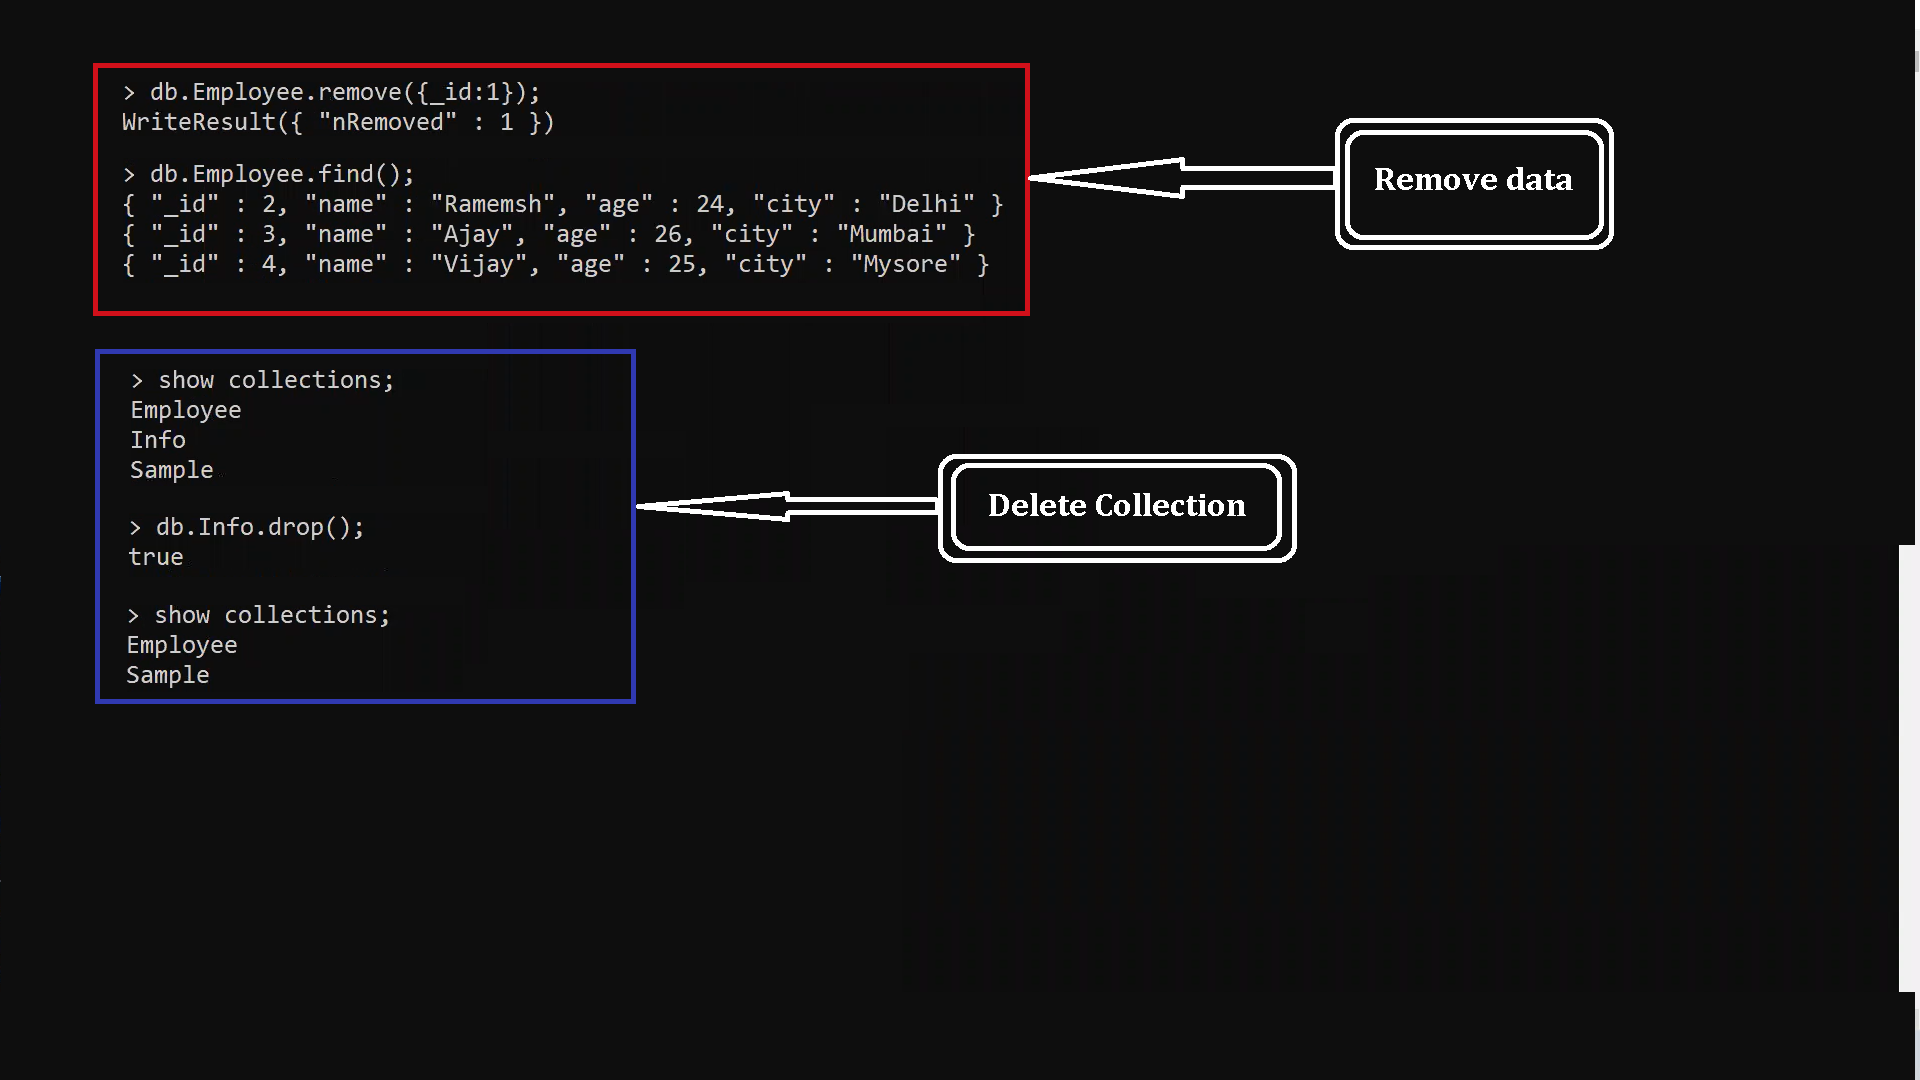 > db.Employee.remove({_id:1});
WriteResult({ "nRemoved" : 1 })
> db.Employee.find();
{ "_id" : 2, "name" : "Ramemsh", "age" : 24, "city" : "Delhi" }
{ "_id" : 3, "name" : "Ajay", "age" : 26, "city" : "Mumbai" }
{ "_id" : 4, "name" : "Vijay", "age" : 25, "city" : "Mysore" }
Remove data
> show collections;
Employee
Info
Sample
> db.Info.drop();
true
> show collections;
Employee
Sample
Delete Collection